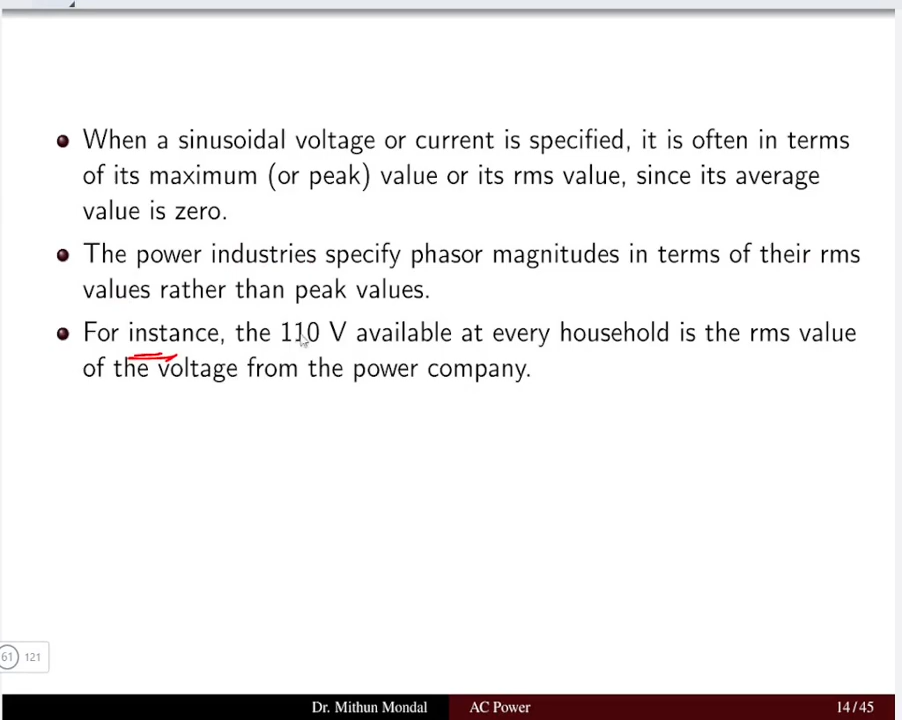 When a sinusoidal voltage or current is specified, it is often in terms
of its maximum (or peak) value or its rms value, since its average
value is zero.
The power industries specify phasor magnitudes in terms of their rms
values rather than peak values.
For instance, the 110 V available at every household is the rms value
of the voltage from the power company.
61 121
Dr. Mithun Mondal AC Power 14/45